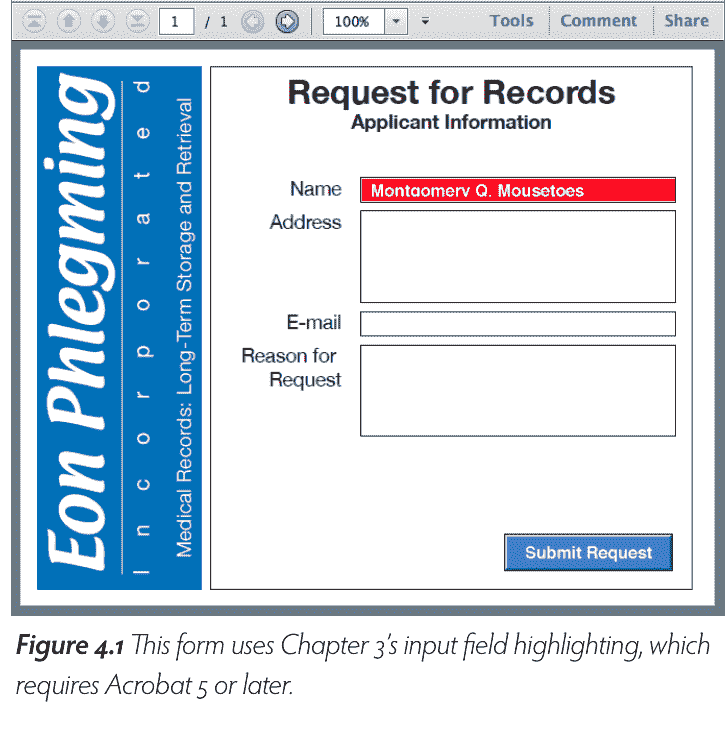 1 / 1 100% Tools Comment Share
Eon Phlegming
Incorporated
Medical Records: Long-Term Storage and Retrieval
Request for Records
Applicant Information
Name Montgomery Q. Mousetoes
Address
E-mail
Reason for
Request
Submit Request
Figure 4.1 This form uses Chapter 3's input field highlighting, which
requires Acrobat 5 or later.